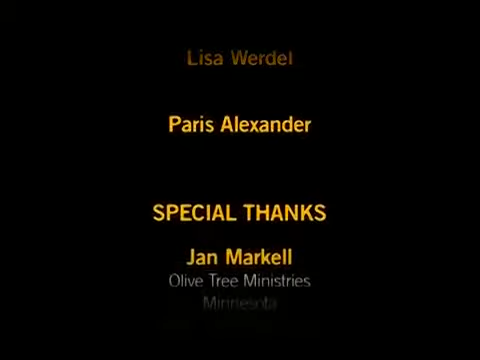 Lisa Werdel
Paris Alexander
SPECIAL THANKS
Jan Markell
Olive Tree Ministries
Minnesota